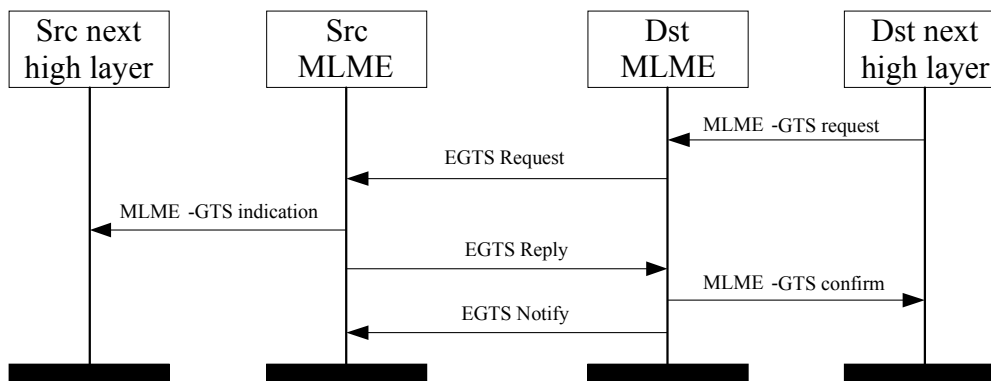 Src next
high layer
Src
MLME
Dst
MLME
Dst next
high layer
MLME -GTS request
EGTS Request
MLME -GTS indication
EGTS Reply
MLME -GTS confirm
EGTS Notify